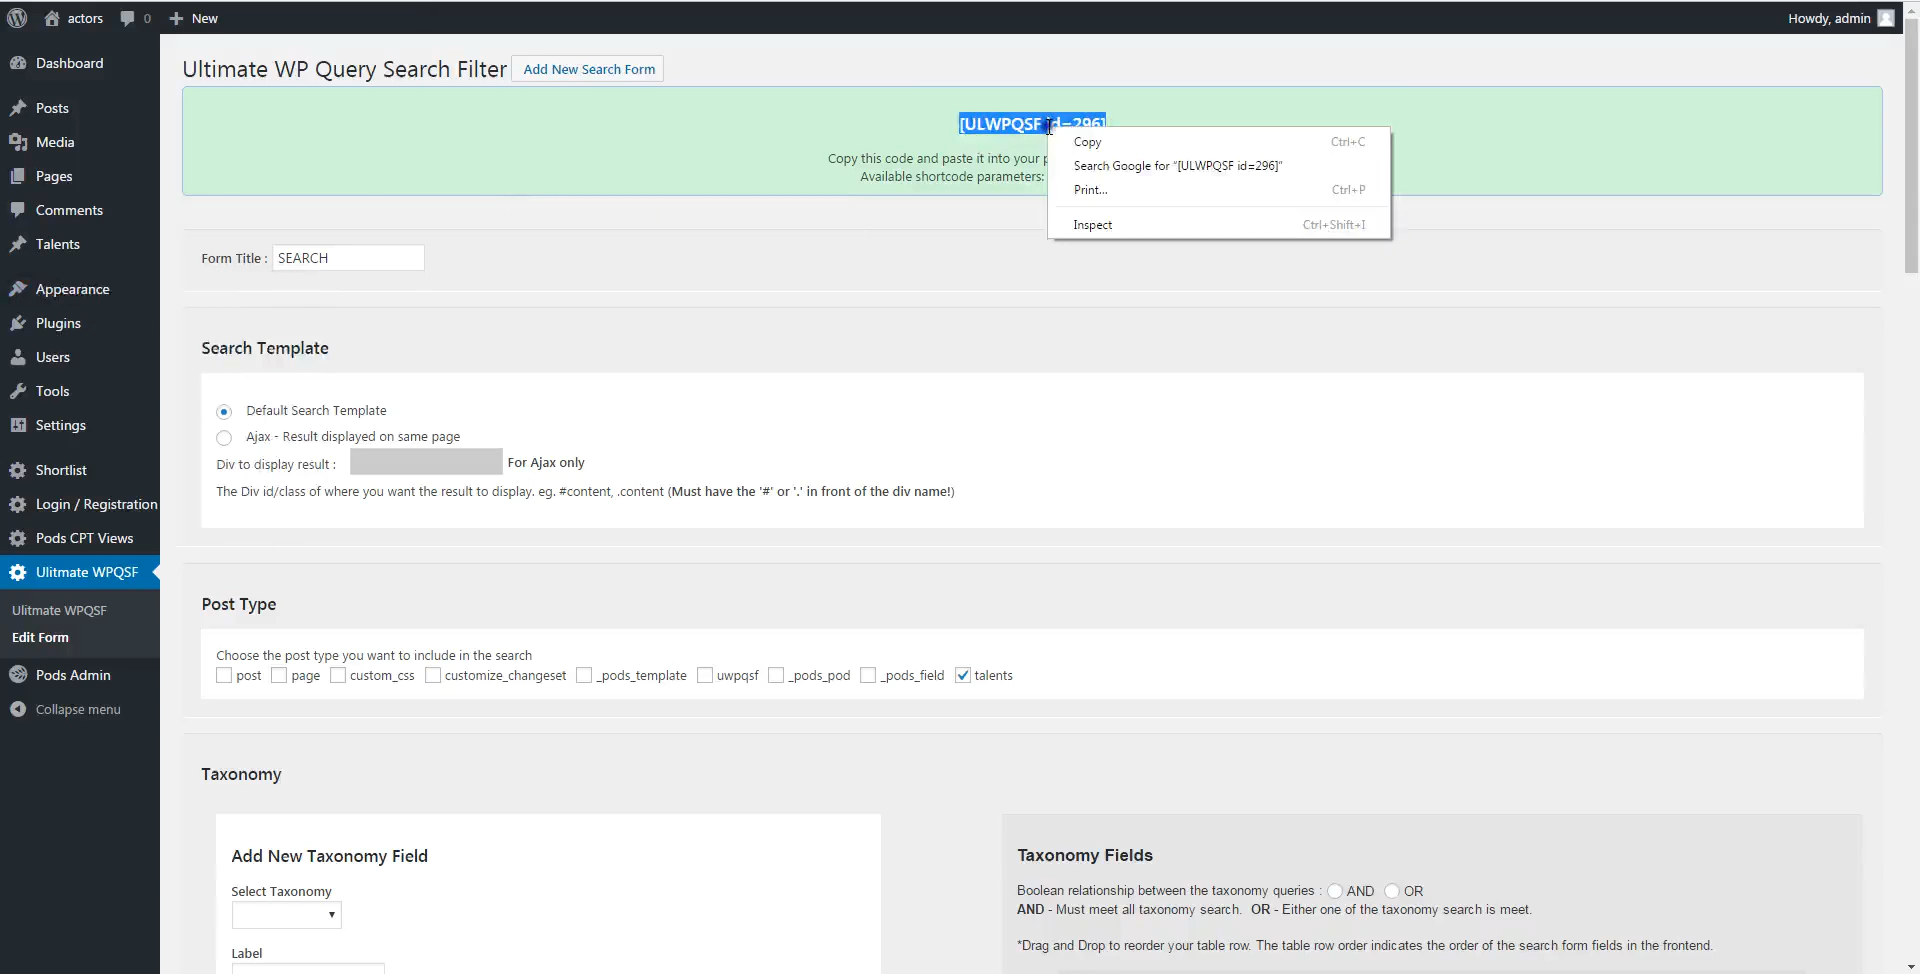 actors 0 New Howdy, admin
Dashboard
Posts
Media
Pages
Comments
Talents
Appearance
Plugins
Users
Tools
Settings
Shortlist
Login / Registration
Pods CPT Views
Ulitmate WPQSF
Ulitmate WPQSF
Edit Form
Pods Admin
Collapse menu
Ultimate WP Query Search Filter Add New Search Form
[ULWPQSF id=296]
Copy this code and paste it into your
Available shortcode parameters:
Copy Ctrl+C
Search Google for “[ULWPQSF id=296]”
Print... Ctrl+P
Inspect Ctrl+Shift+I
Form Title : SEARCH
Search Template
Default Search Template
Ajax - Result displayed on same page
Div to display result : For Ajax only
The Div id/class of where you want the result to display. eg. #content, .content (Must have the '#' or '.' in front of the div name!)
Post Type
Choose the post type you want to include in the search
post page custom_css customize_changeset _pods_template uwpqsf _pods_pod _pods_field talents
Taxonomy
Add New Taxonomy Field
Select Taxonomy
Label
Taxonomy Fields
Boolean relationship between the taxonomy queries : AND OR
AND - Must meet all taxonomy search. OR - Either one of the taxonomy search is meet.
*Drag and Drop to reorder your table row. The table row order indicates the order of the search form fields in the frontend.